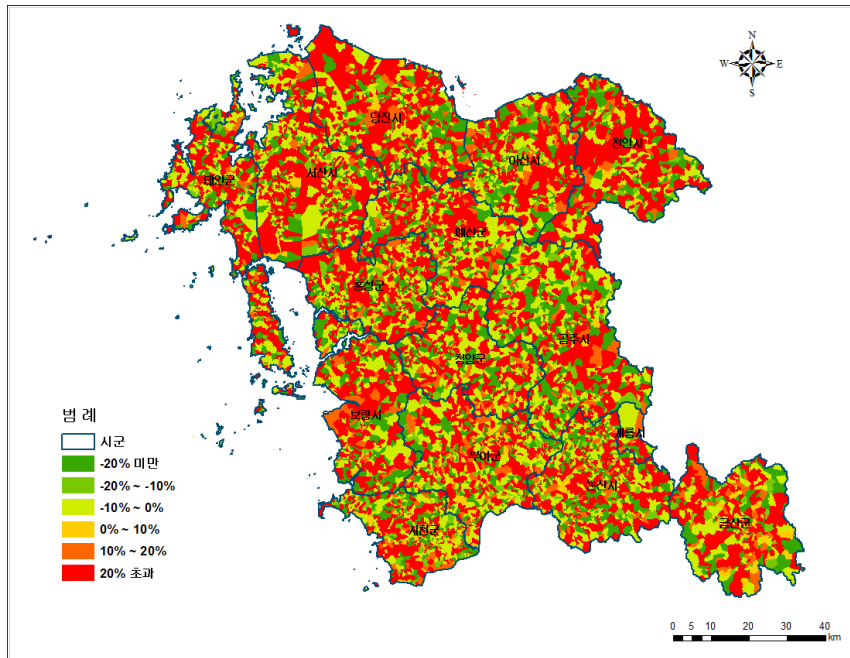 N
W
E
S
당진시
천안시
아산시
서산시
태안군
예산군
홍성군
공주시
청양군
보령시
계룡시
부여군
논산시
금산군
서천군
범 례
시군
-20% 미만
-20% ~ -10%
-10% ~ 0%
0% ~ 10%
10% ~ 20%
20% 초과
0 5 10 20 30 40
km